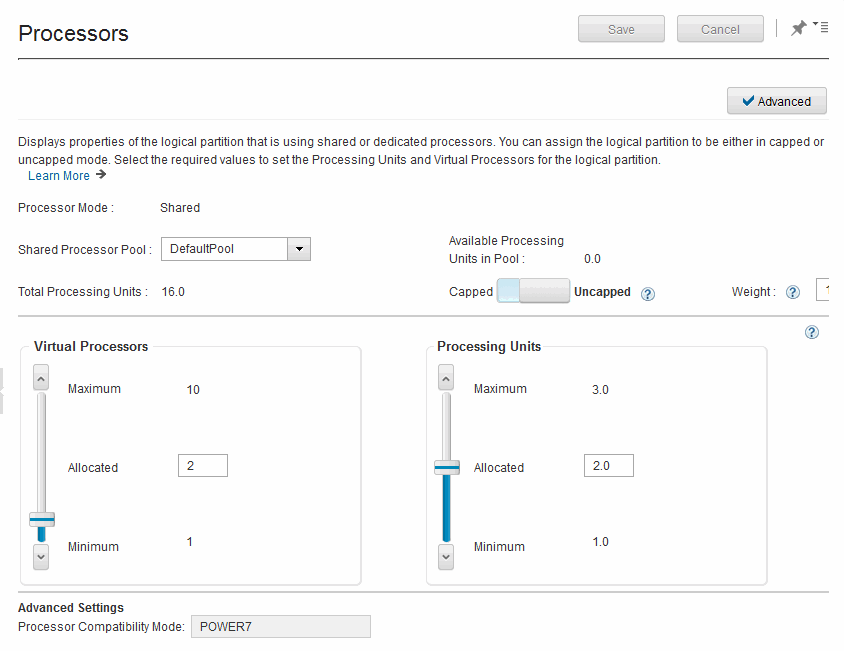 Processors
Save
Cancel
Advanced
Displays properties of the logical partition that is using shared or dedicated processors. You can assign the logical partition to be either in capped or
uncapped mode. Select the required values to set the Processing Units and Virtual Processors for the logical partition.
Learn More
Processor Mode :
Shared
Shared Processor Pool :
DefaultPool
Available Processing
Units in Pool :
0.0
Total Processing Units :
16.0
Capped
Uncapped
?
Weight :
?
?
Virtual Processors
Maximum
10
Allocated
2
Minimum
1
Processing Units
Maximum
3.0
Allocated
2.0
Minimum
1.0
Advanced Settings
Processor Compatibility Mode:
POWER7